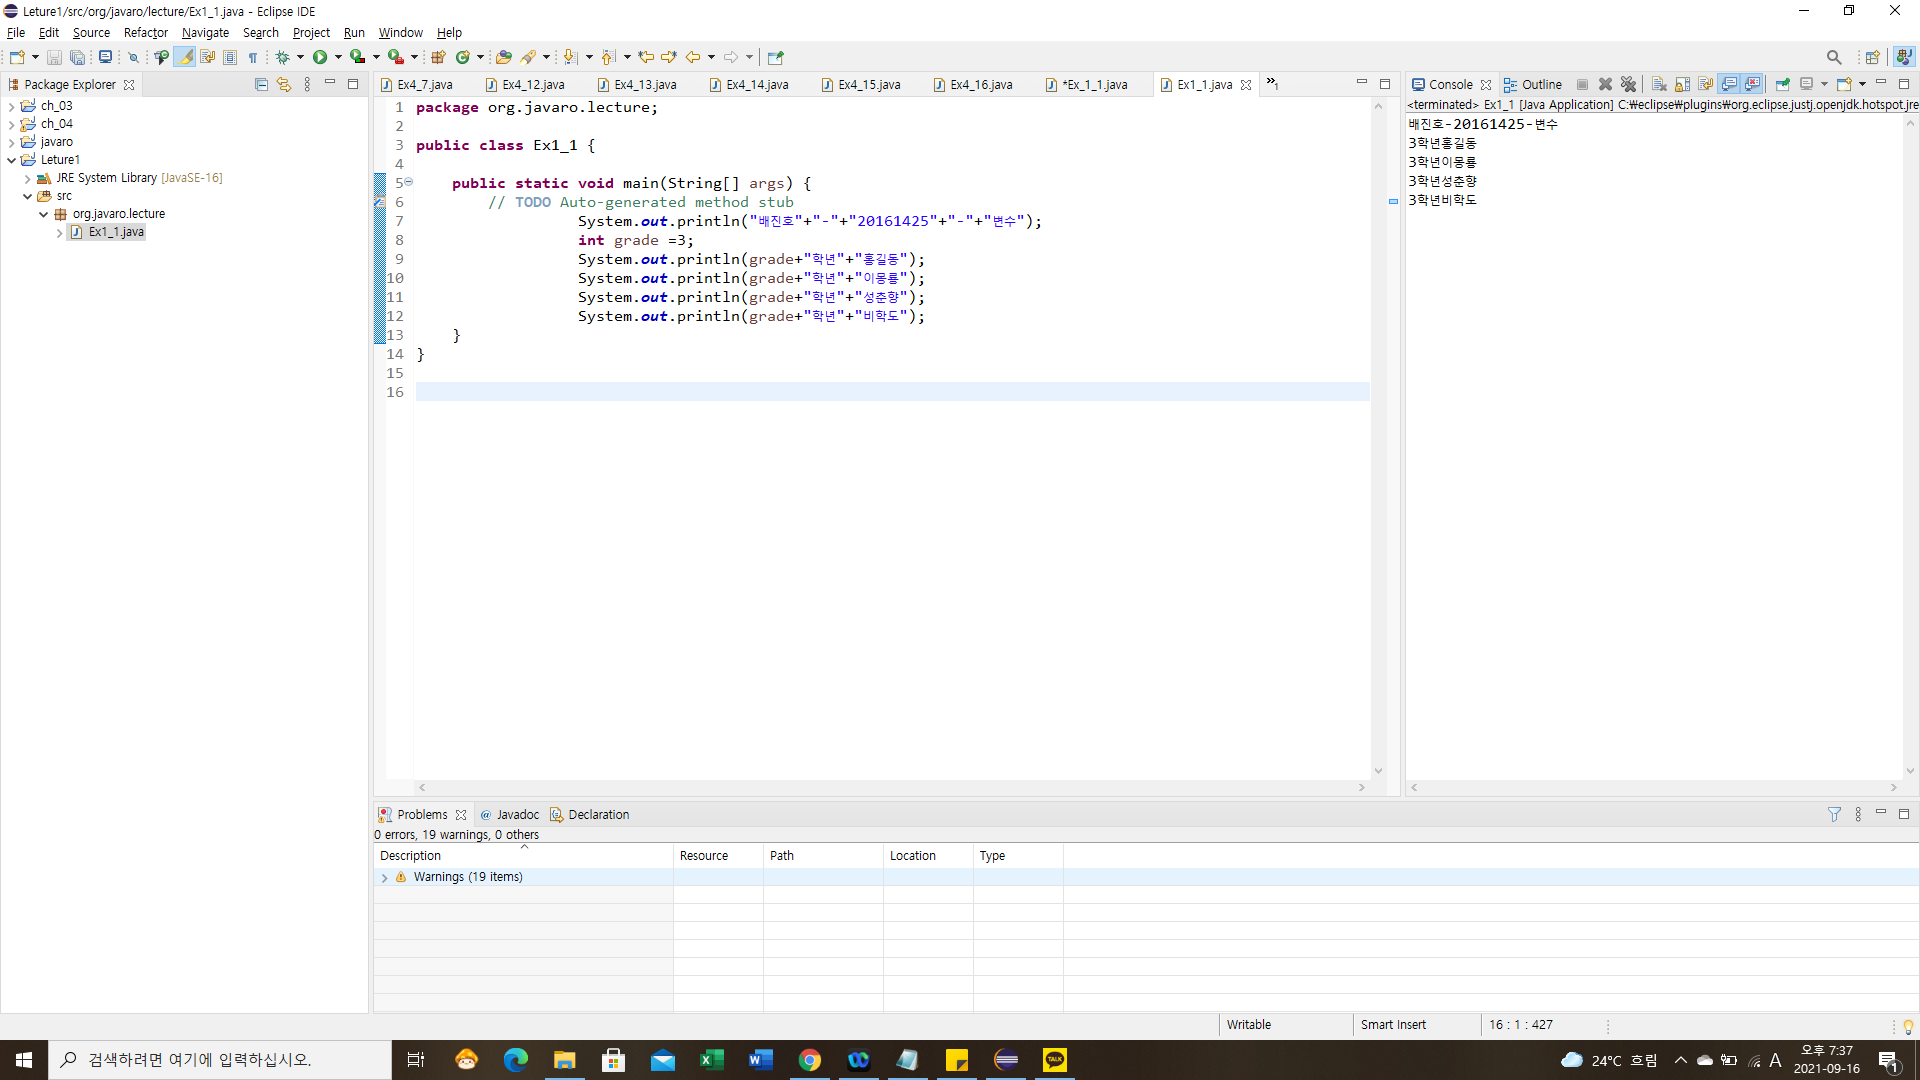 Leture1/src/org/javaro/lecture/Ex1_1.java - Eclipse IDE
File Edit Source Refactor Navigate Search Project Run Window Help
Package Explorer
ch_03
ch_04
javaro
Leture1
JRE System Library [JavaSE-16]
src
org.javaro.lecture
Ex1_1.java
Ex4_7.java Ex4_12.java Ex4_13.java Ex4_14.java Ex4_15.java Ex4_16.java *Ex_1_1.java Ex1_1.java »1
1 package org.javaro.lecture;
2
3 public class Ex1_1 {
4
5 public static void main(String[] args) {
6 // TODO Auto-generated method stub
7 System.out.println("배진호"+"-"+"20161425"+"-"+"변수");
8 int grade =3;
9 System.out.println(grade+"학년"+"홍길동");
10 System.out.println(grade+"학년"+"이몽룡");
11 System.out.println(grade+"학년"+"성춘향");
12 System.out.println(grade+"학년"+"비학도");
13 }
14 }
15
16
Console Outline
<terminated> Ex1_1 [Java Application] C:₩eclipse₩plugins₩org.eclipse.justj.openjdk.hotspot.jre
배진호-20161425-변수
3학년홍길동
3학년이몽룡
3학년성춘향
3학년비학도
Problems @ Javadoc Declaration
0 errors, 19 warnings, 0 others
Description Resource Path Location Type
Warnings (19 items)
Writable Smart Insert 16 : 1 : 427
검색하려면 여기에 입력하십시오.
TALK
24°C 흐림
A
오후 7:37
2021-09-16
1